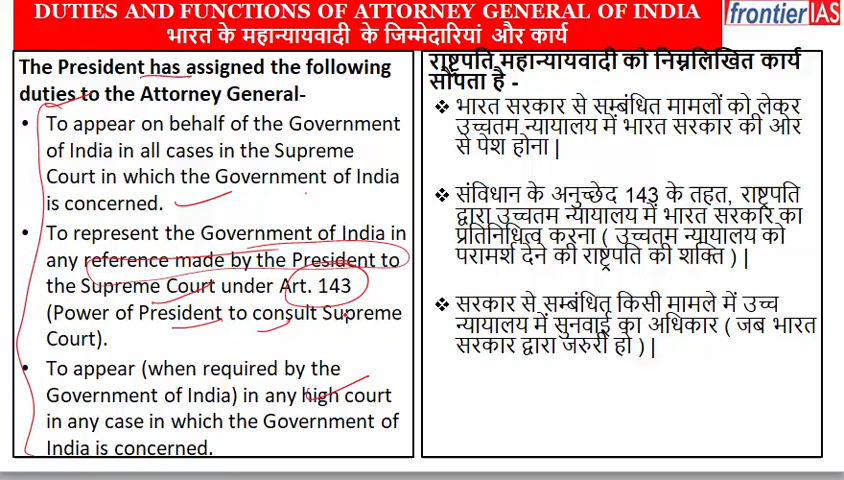 DUTIES AND FUNCTIONS OF ATTORNEY GENERAL OF INDIA
भारत के महान्यायवादी के जिम्मेदारियां और कार्य
frontier IAS
The President has assigned the following
duties to the Attorney General-
• To appear on behalf of the Government
of India in all cases in the Supreme
Court in which the Government of India
is concerned.
• To represent the Government of India in
any reference made by the President to
the Supreme Court under Art. 143
(Power of President to consult Supreme
Court).
• To appear (when required by the
Government of India) in any high court
in any case in which the Government of
India is concerned.
राष्ट्रपति महान्यायवादी को निम्नलिखित कार्य
सौंपता है -
❖ भारत सरकार से सम्बंधित मामलों को लेकर
उच्चतम न्यायालय में भारत सरकार की ओर
से पेश होना |
❖ संविधान के अनुच्छेद 143 के तहत, राष्ट्रपति
द्वारा उच्चतम न्यायालय में भारत सरकार का
प्रतिनिधित्व करना ( उच्चतम न्यायालय को
परामर्श देने की राष्ट्रपति की शक्ति ) |
❖ सरकार से सम्बंधित किसी मामले में उच्च
न्यायालय में सुनवाई का अधिकार ( जब भारत
सरकार द्वारा जरुरी हो ) |